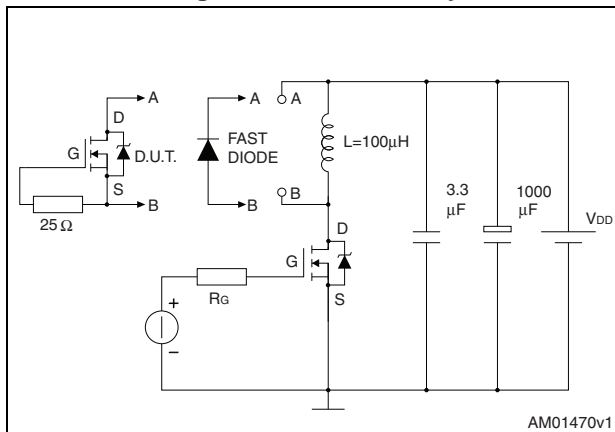 A
A
A
D
FAST
DIODE
G
D.U.T.
L=100μH
S
B
B
B
25 Ω
3.3
μF
1000
μF
VDD
D
G
RG
S
+
–
AM01470v1